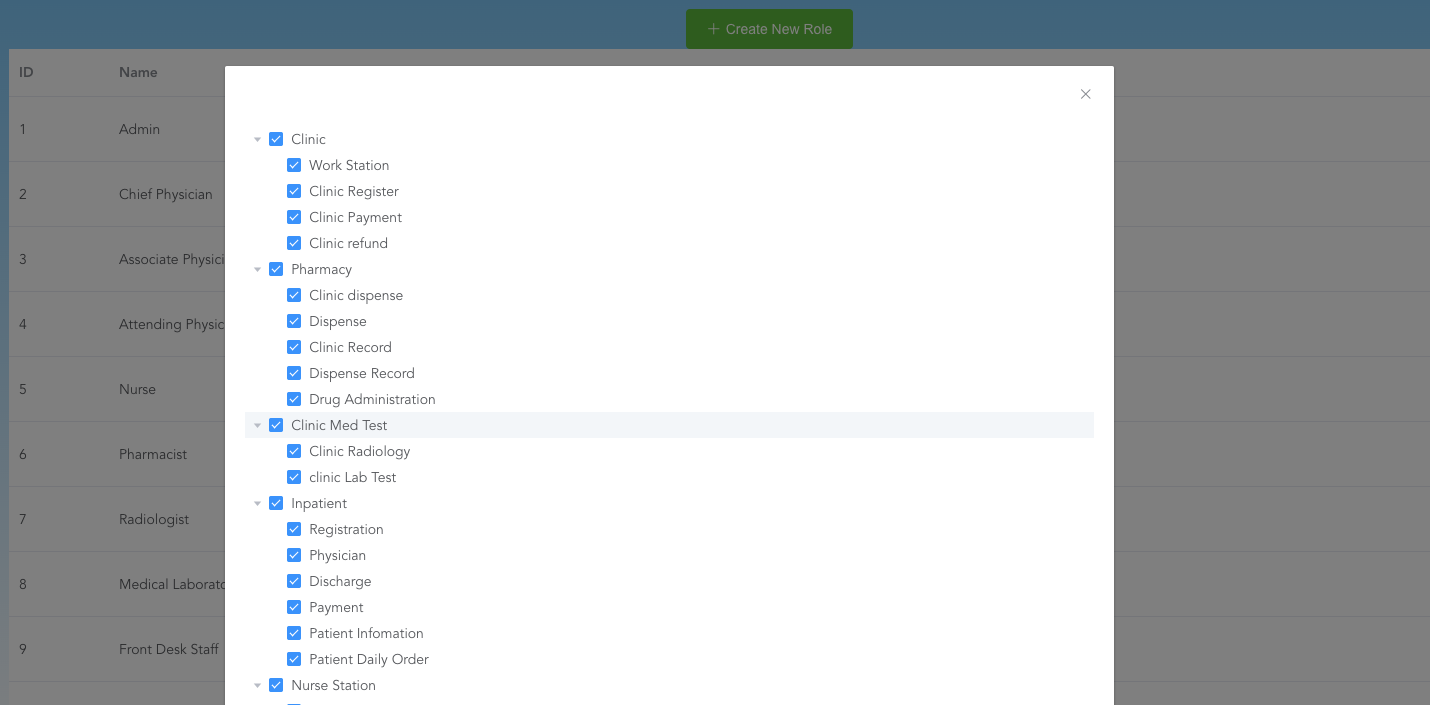 Create New Role
ID Name
1 Admin
2 Chief Physician
3 Associate Physici
4 Attending Physic
5 Nurse
6 Pharmacist
7 Radiologist
8 Medical Laborato
9 Front Desk Staff
Clinic
Work Station
Clinic Register
Clinic Payment
Clinic refund
Pharmacy
Clinic dispense
Dispense
Clinic Record
Dispense Record
Drug Administration
Clinic Med Test
Clinic Radiology
clinic Lab Test
Inpatient
Registration
Physician
Discharge
Payment
Patient Infomation
Patient Daily Order
Nurse Station